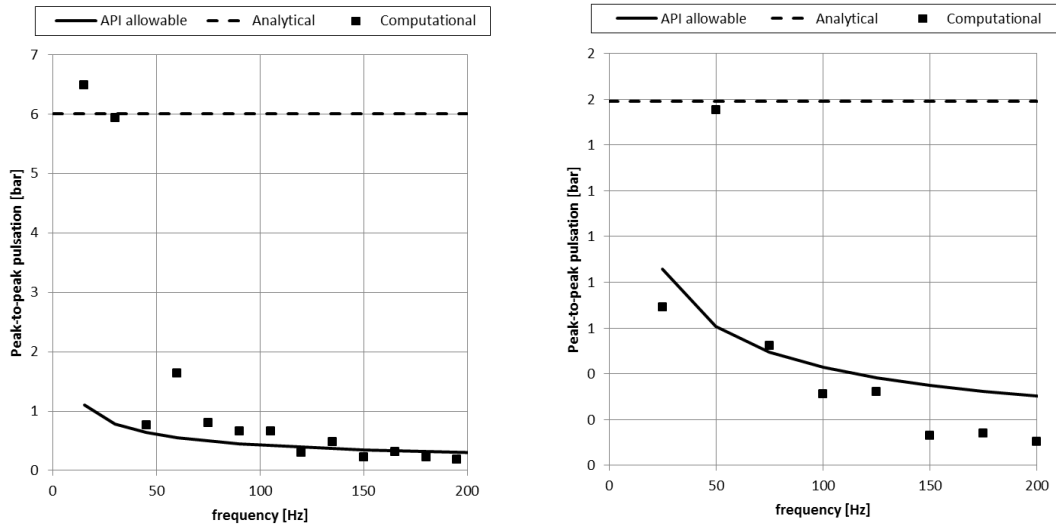 API allowable Analytical Computational
7
6
5
4
3
2
1
0
0 50 100 150 200
Peak-to-peak pulsation [bar]
frequency [Hz]
API allowable Analytical Computational
2
2
1
1
1
1
1
0
0
0
0 50 100 150 200
Peak-to-peak pulsation [bar]
frequency [Hz]